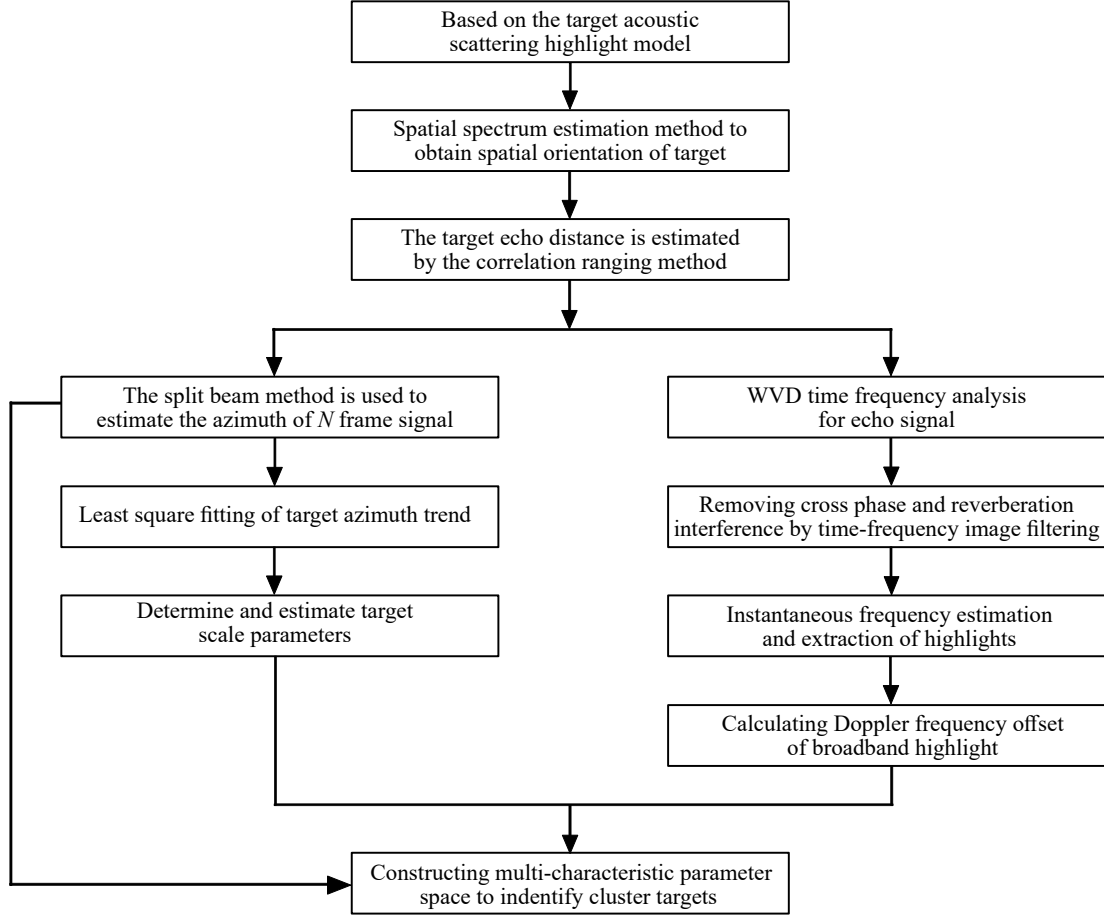 Based on the target acoustic
scattering highlight model
Spatial spectrum estimation method to
obtain spatial orientation of target
The target echo distance is estimated
by the correlation ranging method
The split beam method is used to
estimate the azimuth of N frame signal
Least square fitting of target azimuth trend
Determine and estimate target
scale parameters
WVD time frequency analysis
for echo signal
Removing cross phase and reverberation
interference by time-frequency image filtering
Instantaneous frequency estimation
and extraction of highlights
Calculating Doppler frequency offset
of broadband highlight
Constructing multi-characteristic parameter
space to indentify cluster targets